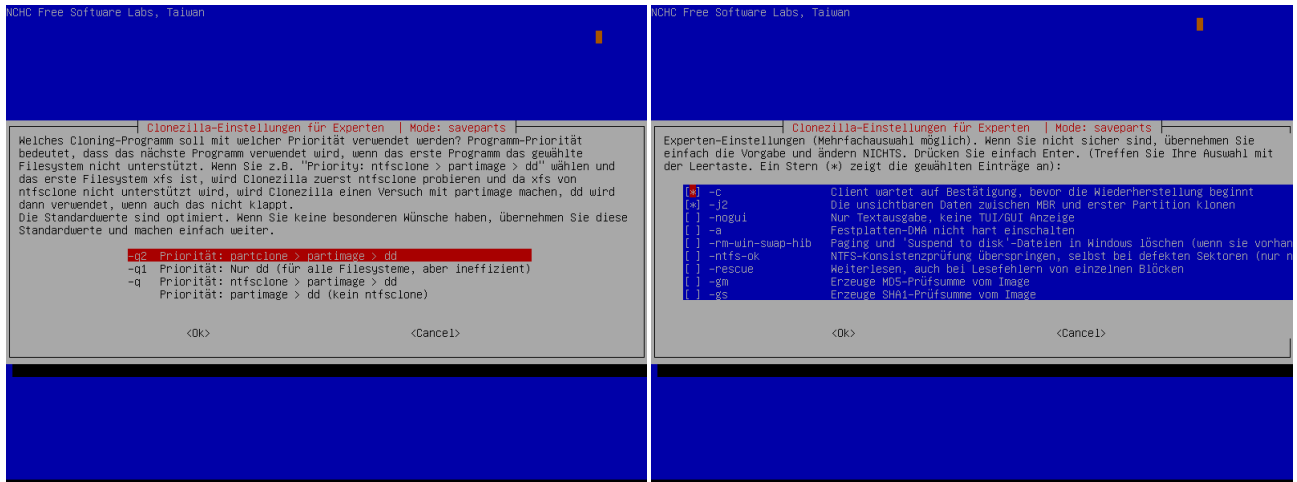 NCHC Free Software Labs, Taiwan
Clonezilla-Einstellungen für Experten | Mode: saveparts
Welches Cloning-Programm soll mit welcher Priorität verwendet werden? Programm-Priorität
bedeutet, dass das nächste Programm verwendet wird, wenn das erste Programm das gewählte
Filesystem nicht unterstützt. Wenn Sie z.B. "Priority: ntfsclone > partimage > dd" wählen und
das erste Filesystem xfs ist, wird Clonezilla zuerst ntfsclone probieren und da xfs von
ntfsclone nicht unterstützt wird, wird Clonezilla einen Versuch mit partimage machen, dd wird
dann verwendet, wenn auch das nicht klappt.
Die Standardwerte sind optimiert. Wenn Sie keine besonderen Wünsche haben, übernehmen Sie diese
Standardwerte und machen einfach weiter.
-q2 Priorität: partclone > partimage > dd
-q1 Priorität: Nur dd (für alle Filesysteme, aber ineffizient)
-q Priorität: ntfsclone > partimage > dd
Priorität: partimage > dd (kein ntfsclone)
<Ok> <Cancel>
NCHC Free Software Labs, Taiwan
Clonezilla-Einstellungen für Experten | Mode: saveparts
Experten-Einstellungen (Mehrfachauswahl möglich). Wenn Sie nicht sicher sind, übernehmen Sie
einfach die Vorgabe und ändern NICHTS. Drücken Sie einfach Enter. (Treffen Sie Ihre Auswahl mit
der Leertaste. Ein Stern (*) zeigt die gewählten Einträge an):
[*] -c Client wartet auf Bestätigung, bevor die Wiederherstellung beginnt
[*] -j2 Die unsichtbaren Daten zwischen MBR und erster Partition klonen
[ ] -nogui Nur Textausgabe, keine TUI/GUI Anzeige
[ ] -a Festplatten-DMA nicht hart einschalten
[ ] -rm-win-swap-hib Paging und 'Suspend to disk'-Dateien in Windows löschen (wenn sie vorhan
[ ] -ntfs-ok NTFS-Konsistenzprüfung überspringen, selbst bei defekten Sektoren (nur n
[ ] -rescue Weiterlesen, auch bei Lesefehlern von einzelnen Blöcken
[ ] -gm Erzeuge MD5-Prüfsumme vom Image
[ ] -gs Erzeuge SHA1-Prüfsumme vom Image
<Ok> <Cancel>